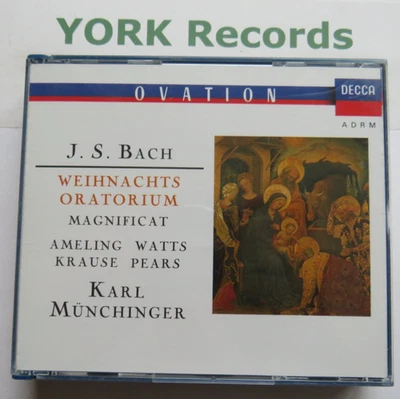 YORK Records
OVATION
DECCA
ADRM
J. S. BACH
WEIHNACHTS
ORATORIUM
MAGNIFICAT
AMELING WATTS
KRAUSE PEARS
KARL
MÜNCHINGER